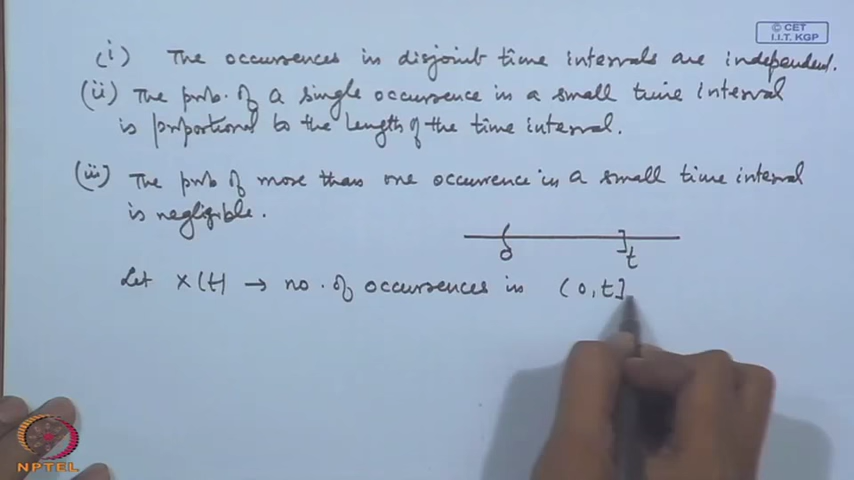 © CET
I.I.T. KGP
(i) The occurrences in disjoint time intervals are independent.
(ii) The prob. of a single occurrence in a small time interval
is proportional to the length of the time interval.
(iii) The prob of more than one occurrence in a small time interval
is negligible.
0 t
Let X(t) → no. of occurrences in (0, t]
NPTEL